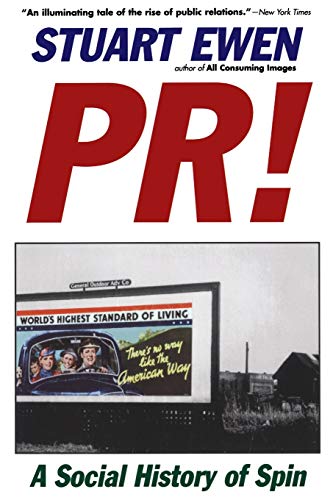 "An illuminating tale of the rise of public relations."—New York Times
STUART EWEN
author of All Consuming Images
PR!
General Outdoor Adv Co
WORLD'S HIGHEST STANDARD OF LIVING
There's no way
like the
American Way
A Social History of Spin